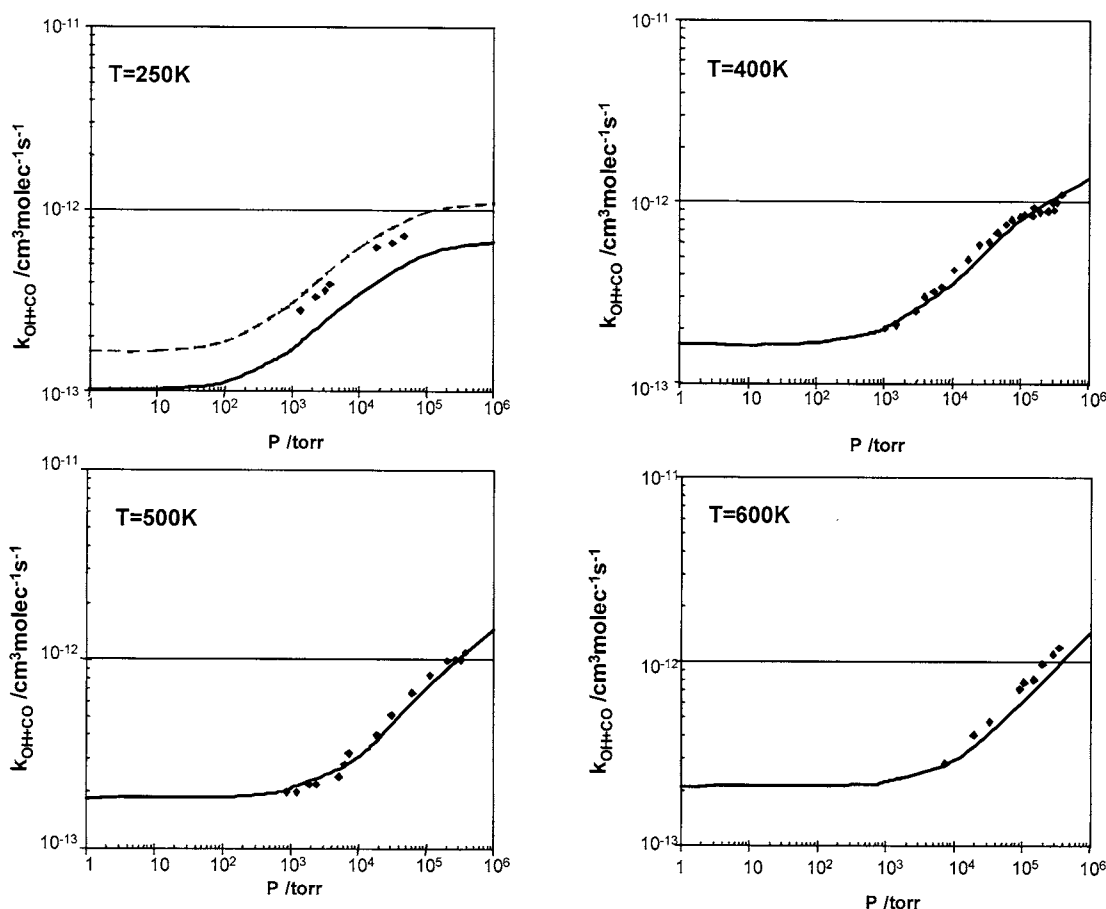 10⁻¹¹
T=250K
10⁻¹²
10⁻¹³
k_OH+CO /cm³molec⁻¹s⁻¹
1 10 10² 10³ 10⁴ 10⁵ 10⁶
P /torr
10⁻¹¹
T=400K
10⁻¹²
10⁻¹³
k_OH+CO /cm³molec⁻¹s⁻¹
1 10 10² 10³ 10⁴ 10⁵ 10⁶
P /torr
10⁻¹¹
T=500K
10⁻¹²
10⁻¹³
k_OH+CO /cm³molec⁻¹s⁻¹
1 10 10² 10³ 10⁴ 10⁵ 10⁶
P /torr
10⁻¹¹
T=600K
10⁻¹²
10⁻¹³
k_OH+CO /cm³molec⁻¹s⁻¹
1 10 10² 10³ 10⁴ 10⁵ 10⁶
P /torr